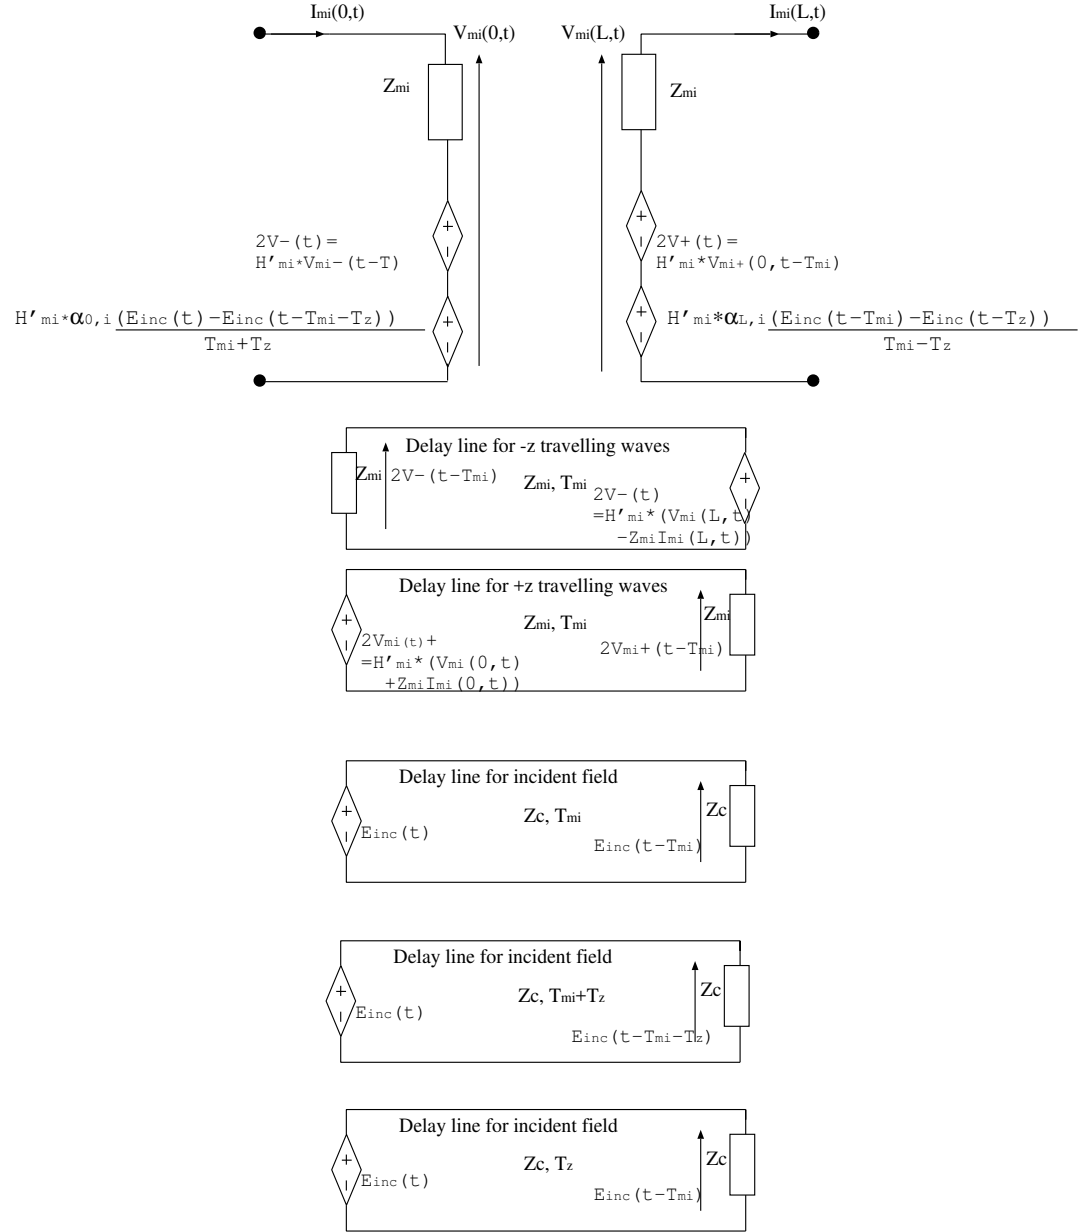 Imi(0,t)
Imi(L,t)
Vmi(0,t)
Vmi(L,t)
Zmi
Zmi
+
−
+
−
2V−(t)=
H'mi*Vmi−(t−T)
2V+(t)=
H'mi*Vmi+(0,t−Tmi)
+
−
+
−
H'mi*α0,i(Einc(t)−Einc(t−Tmi−Tz))
Tmi+Tz
H'mi*αL,i(Einc(t−Tmi)−Einc(t−Tz))
Tmi−Tz
Delay line for -z travelling waves
Zmi
2V−(t−Tmi)
Zmi, Tmi
+
−
2V−(t)
=H'mi*(Vmi(L,t)
−ZmiImi(L,t))
Delay line for +z travelling waves
Zmi, Tmi
Zmi
+
−
2Vmi(t)+
=H'mi*(Vmi(0,t)
+ZmiImi(0,t))
2Vmi+(t−Tmi)
Delay line for incident field
Zc, Tmi
Zc
+
−
Einc(t)
Einc(t−Tmi)
Delay line for incident field
Zc, Tmi+Tz
Zc
+
−
Einc(t)
Einc(t−Tmi−Tz)
Delay line for incident field
Zc, Tz
Zc
+
−
Einc(t)
Einc(t−Tmi)